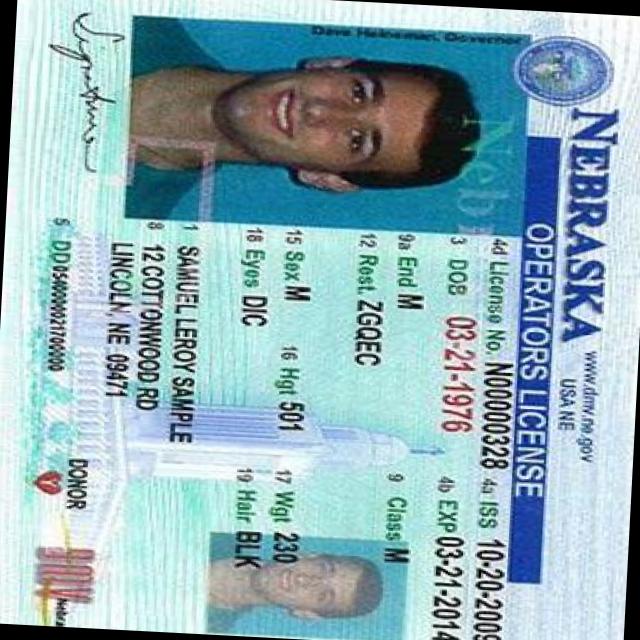 NEBRASKA www.dmv.ne.gov
USA NE
OPERATORS LICENSE
Dave Heineman, Governor
4d License No. N00000328 4a ISS 10-20-2009
3 DOB 03-21-1976 4b EXP 03-21-2014
9a End M 9 Class M
12 Rest. ZGQEC
15 Sex M 16 Hgt 501 17 Wgt 230
18 Eyes DIC 19 Hair BLK
1 SAMUEL LEROY SAMPLE
8 12 COTTONWOOD RD
LINCOLN, NE 09471
5 DONOR
Signature